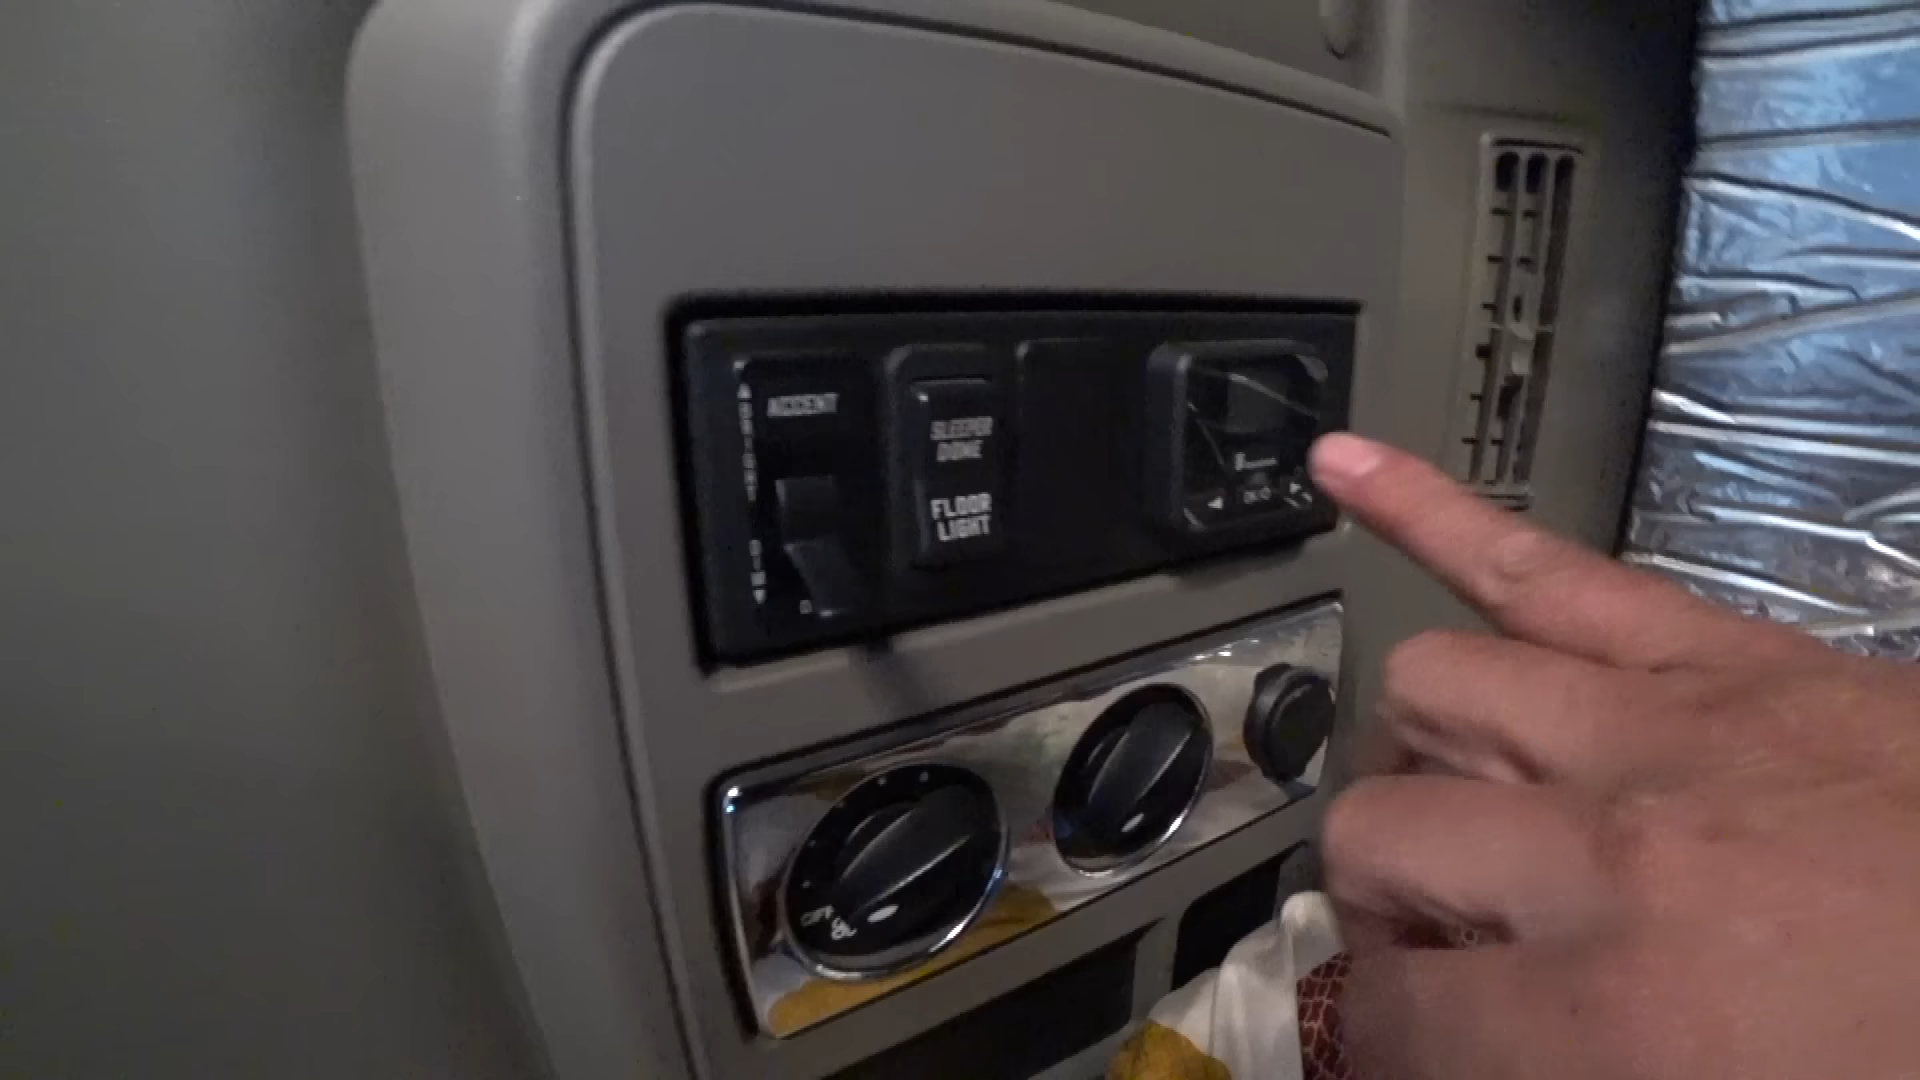 ACCENT
BRIGHT
DIM
SLEEPER
DOME
FLOOR
LIGHT
OFF